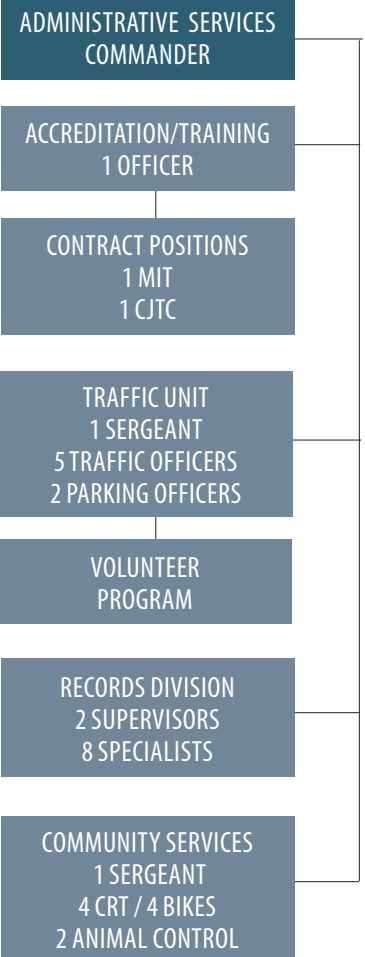 ADMINISTRATIVE SERVICES
COMMANDER
ACCREDITATION/TRAINING
1 OFFICER
CONTRACT POSITIONS
1 MIT
1 CJTC
TRAFFIC UNIT
1 SERGEANT
5 TRAFFIC OFFICERS
2 PARKING OFFICERS
VOLUNTEER
PROGRAM
RECORDS DIVISION
2 SUPERVISORS
8 SPECIALISTS
COMMUNITY SERVICES
1 SERGEANT
4 CRT / 4 BIKES
2 ANIMAL CONTROL